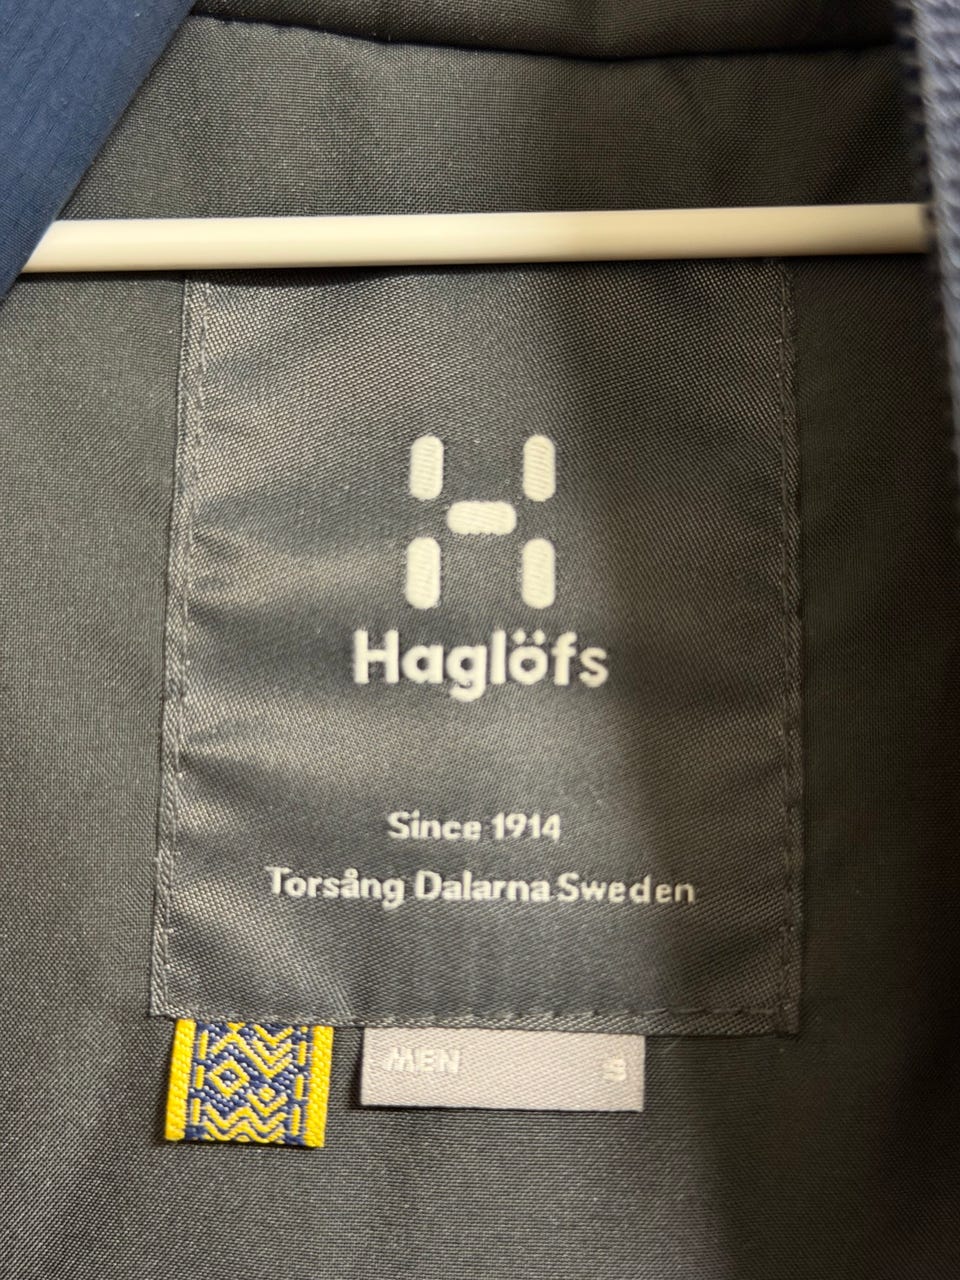 Haglöfs
Since 1914
Torsång Dalarna Sweden
MEN S